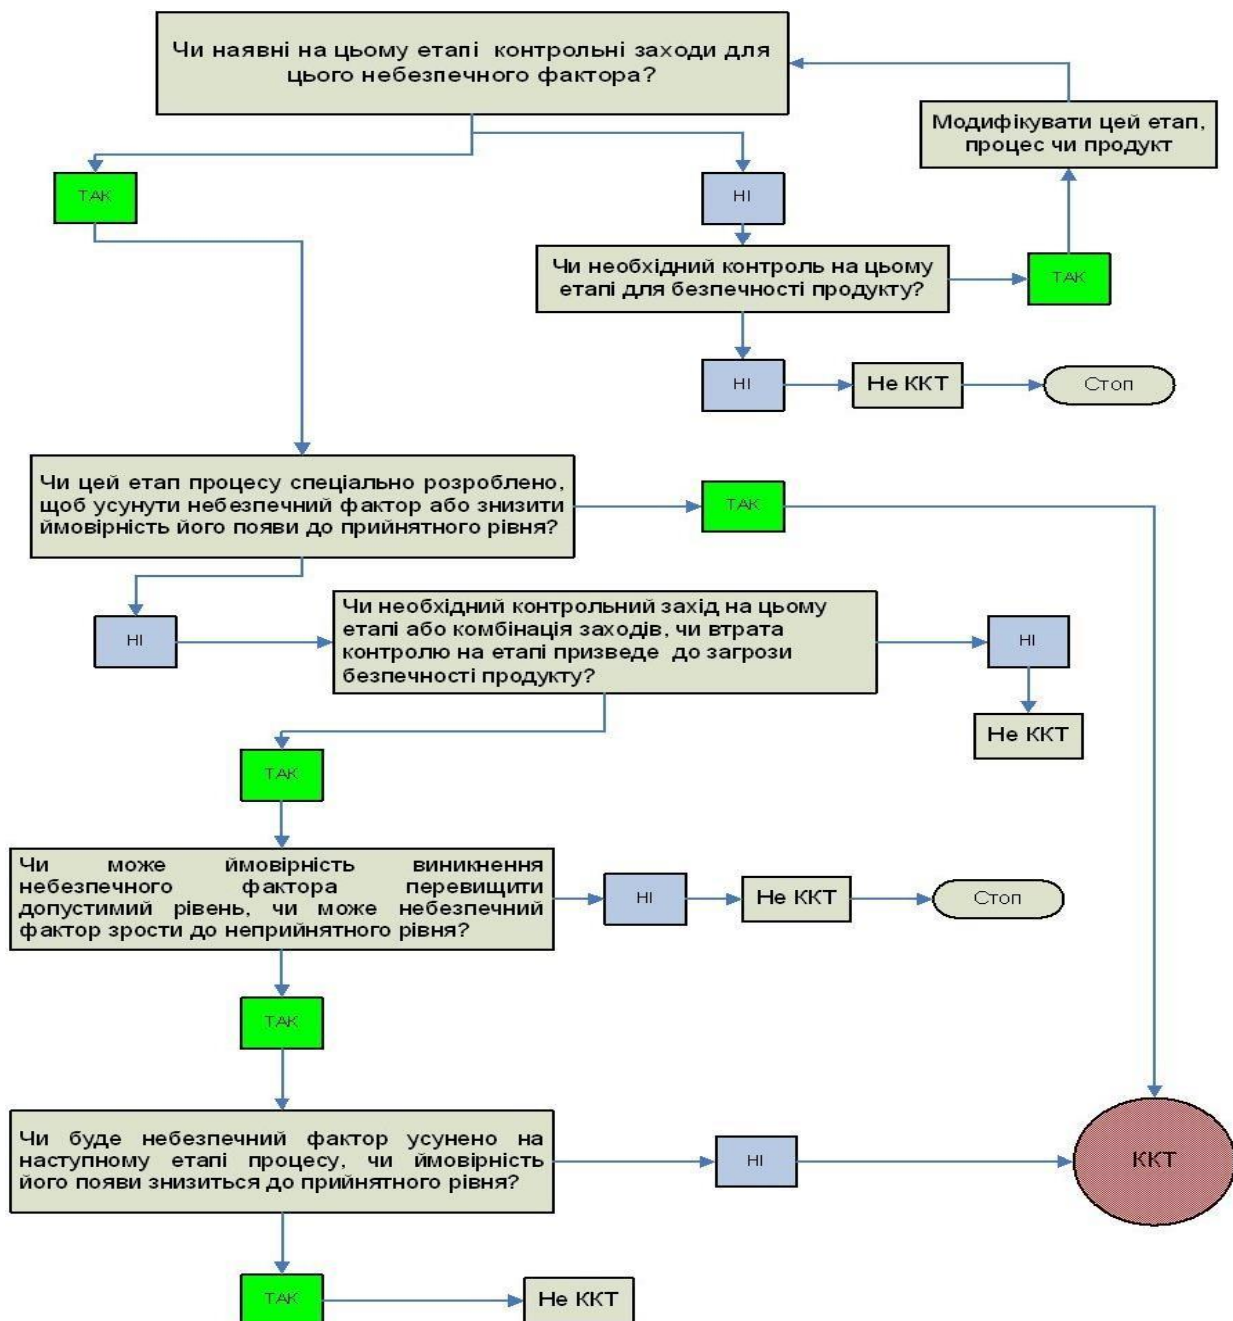 Чи наявні на цьому етапі контрольні заходи для
цього небезпечного фактора?
Модифікувати цей етап,
процес чи продукт
ТАК
НІ
Чи необхідний контроль на цьому
етапі для безпечності продукту?
ТАК
НІ
Не ККТ
Стоп
Чи цей етап процесу спеціально розроблено,
щоб усунути небезпечний фактор або знизити
ймовірність його появи до прийнятного рівня?
ТАК
НІ
Чи необхідний контрольний захід на цьому
етапі або комбінація заходів, чи втрата
контролю на етапі призведе до загрози
безпечності продукту?
НІ
Не ККТ
ТАК
Чи може ймовірність виникнення
небезпечного фактора перевищити
допустимий рівень, чи може небезпечний
фактор зрости до неприйнятного рівня?
НІ
Не ККТ
Стоп
ТАК
Чи буде небезпечний фактор усунено на
наступному етапі процесу, чи ймовірність
його появи знизиться до прийнятного рівня?
НІ
ККТ
ТАК
Не ККТ